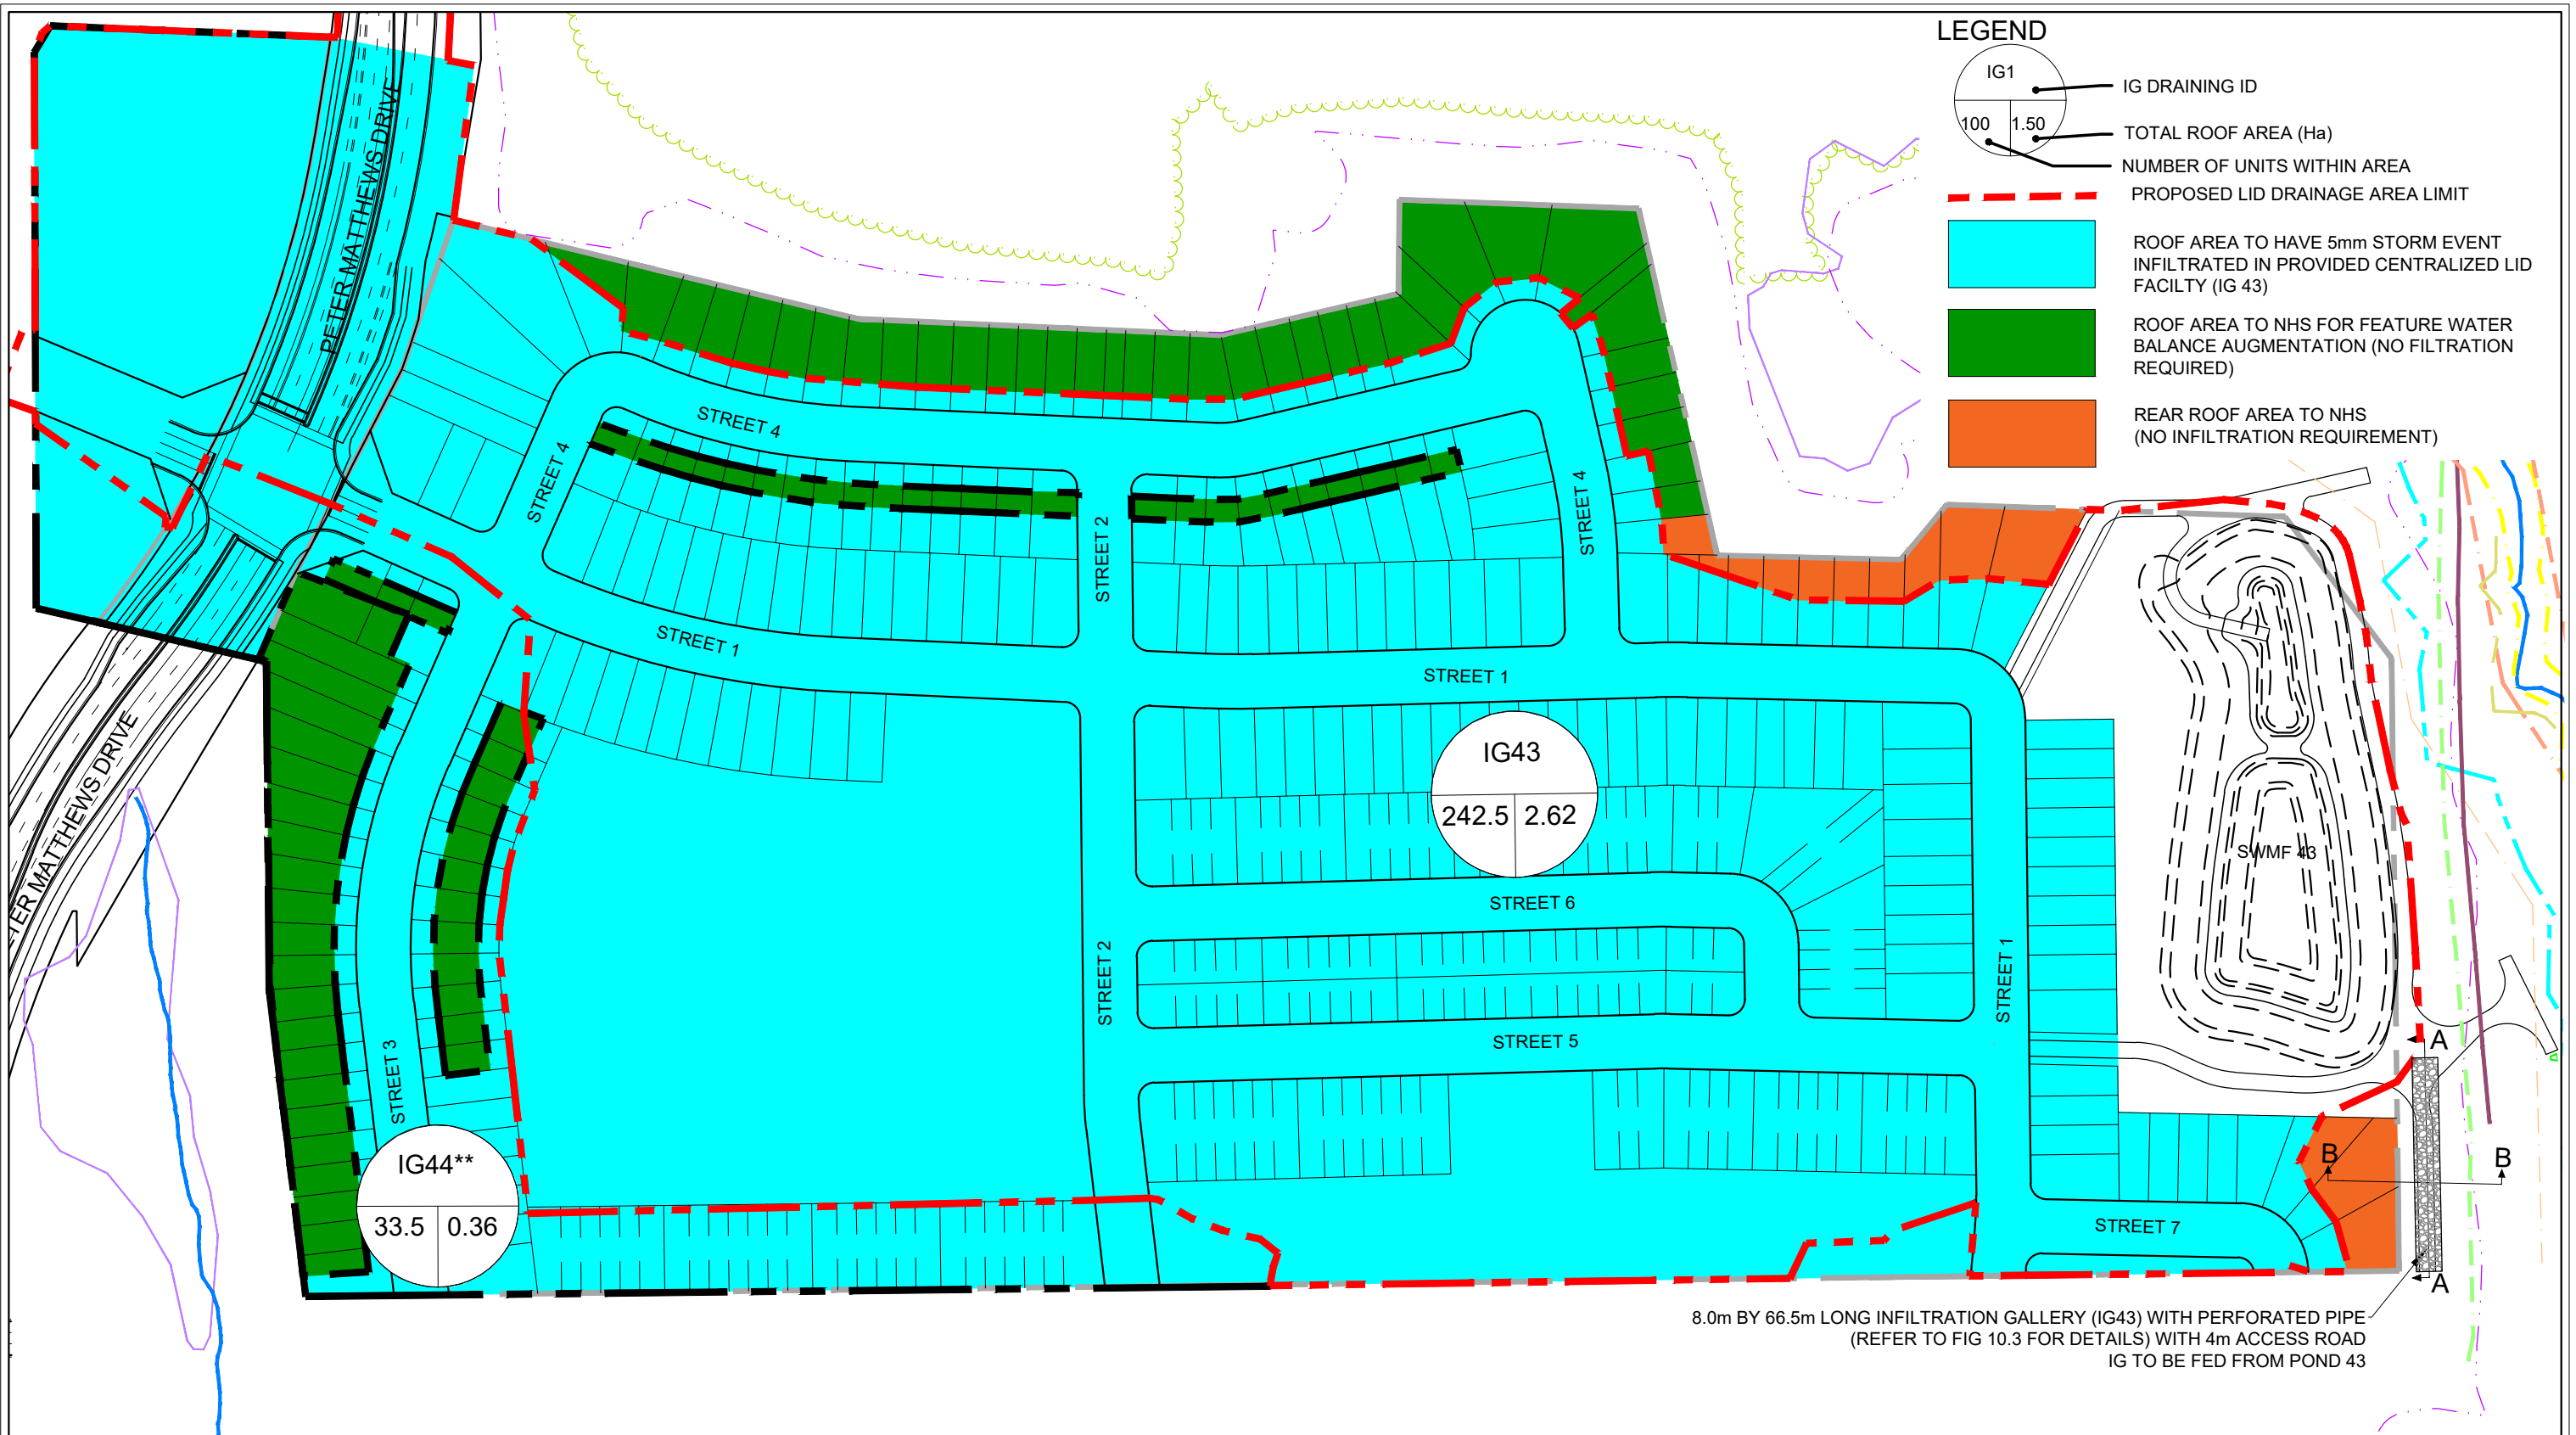 LEGEND
IG1
100
1.50
IG DRAINING ID
TOTAL ROOF AREA (Ha)
NUMBER OF UNITS WITHIN AREA
PROPOSED LID DRAINAGE AREA LIMIT
ROOF AREA TO HAVE 5mm STORM EVENT
INFILTRATED IN PROVIDED CENTRALIZED LID
FACILTY (IG 43)
ROOF AREA TO NHS FOR FEATURE WATER
BALANCE AUGMENTATION (NO FILTRATION
REQUIRED)
REAR ROOF AREA TO NHS
(NO INFILTRATION REQUIREMENT)
PETER MATTHEWS DRIVE
STREET 4
STREET 4
STREET 4
STREET 2
STREET 1
STREET 1
TER MATTHEWS DRIVE
IG43
242.5
2.62
SWMF 43
STREET 6
STREET 2
STREET 1
STREET 5
STREET 3
A
IG44**
33.5
0.36
B
B
STREET 7
A
8.0m BY 66.5m LONG INFILTRATION GALLERY (IG43) WITH PERFORATED PIPE
(REFER TO FIG 10.3 FOR DETAILS) WITH 4m ACCESS ROAD
IG TO BE FED FROM POND 43